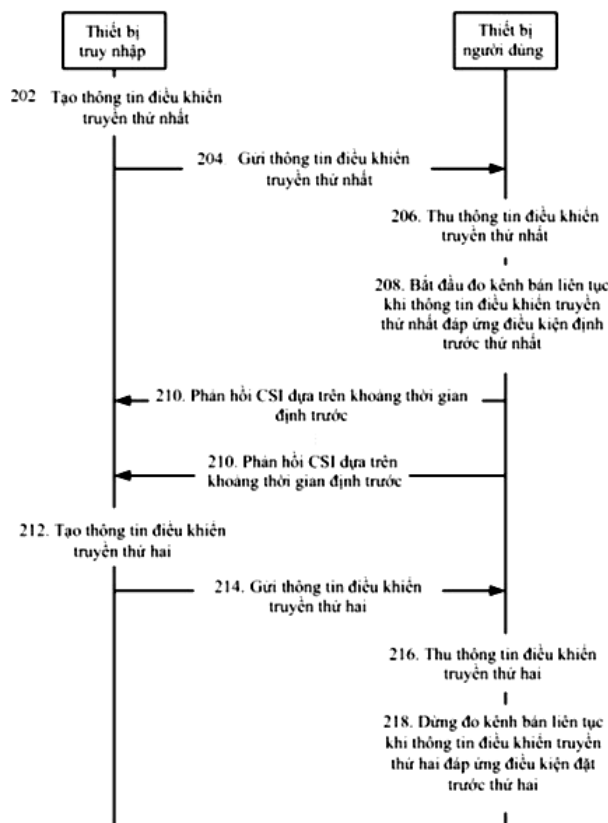 Thiết bị
truy nhập
Thiết bị
người dùng
202 Tạo thông tin điều khiển
truyền thứ nhất
204. Gửi thông tin điều khiển
truyền thứ nhất
206. Thu thông tin điều khiển
truyền thứ nhất
208. Bắt đầu đo kênh bán liên tục
khi thông tin điều khiển truyền
thứ nhất đáp ứng điều kiện định
trước thứ nhất
210. Phản hồi CSI dựa trên khoảng thời gian
định trước
210. Phản hồi CSI dựa trên
khoảng thời gian định trước
212. Tạo thông tin điều khiển
truyền thứ hai
214. Gửi thông tin điều khiển
truyền thứ hai
216. Thu thông tin điều khiển
truyền thứ hai
218. Dừng đo kênh bán liên tục
khi thông tin điều khiển truyền
thứ hai đáp ứng điều kiện đặt
trước thứ hai